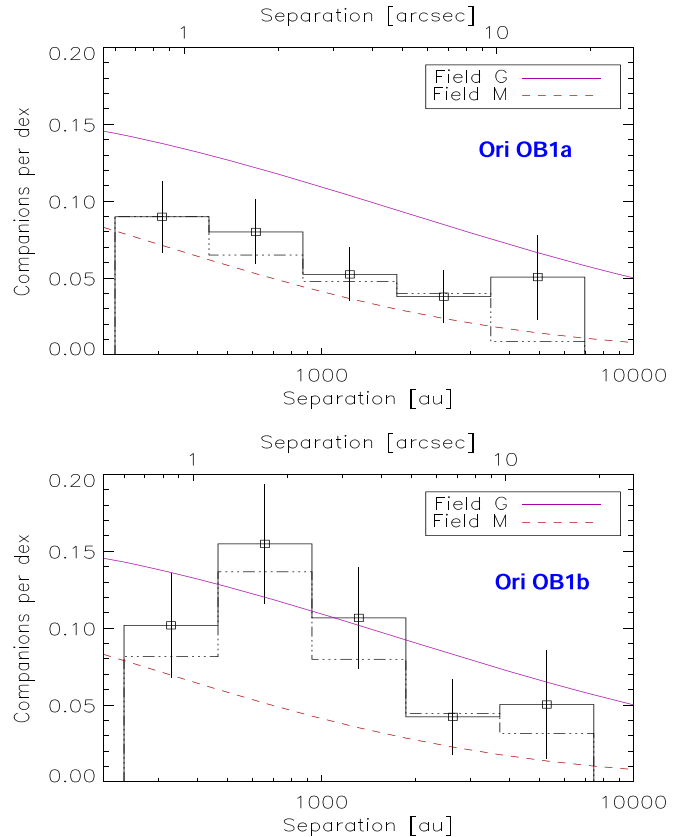 Separation [arcsec]
1 10
0.20
Field G
Field M
0.15
Ori OB1a
Companions per dex
0.10
0.05
0.00
1000 10000
Separation [au]
Separation [arcsec]
1 10
0.20
Field G
Field M
0.15
Ori OB1b
Companions per dex
0.10
0.05
0.00
1000 10000
Separation [au]